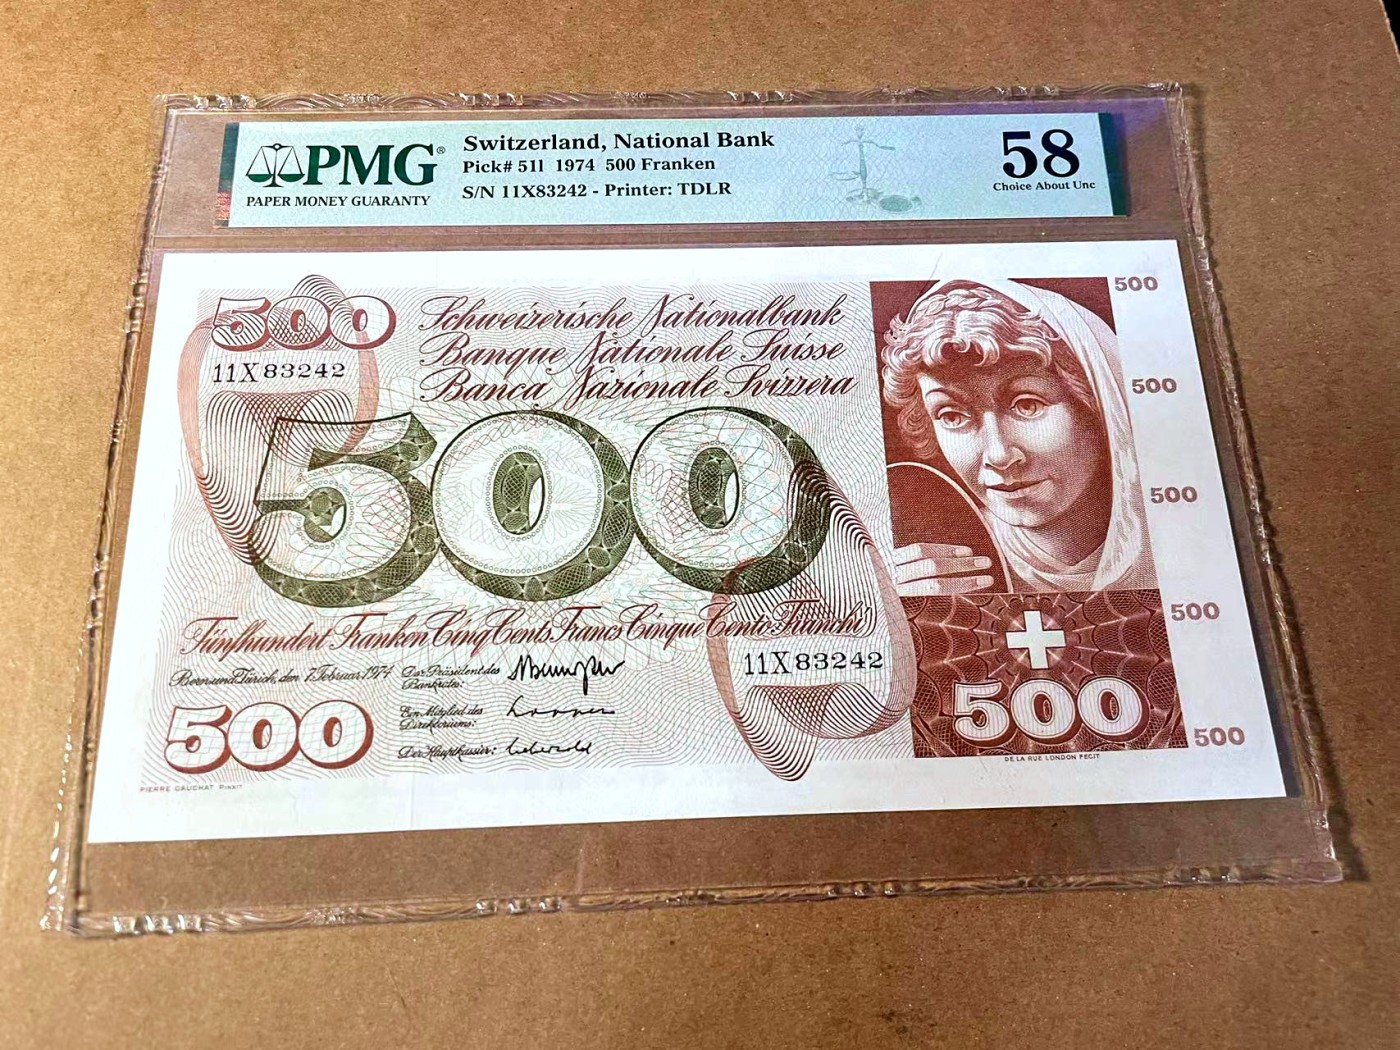 PMG®
PAPER MONEY GUARANTY
Switzerland, National Bank
Pick# 51l 1974 500 Franken
S/N 11X83242 - Printer: TDLR
58
Choice About Unc
500
11X83242
Schweizerische Nationalbank
Banque Nationale Suisse
Banca Nazionale Svizzera
500
500
500
500
500
500
Fünfhundert Franken Cinq Cents Francs Cinque Cento Franchi
11X83242
Bern und Zürich, den 7. Februar 1974
Der Präsident des
Bankrates:
Ein Mitglied des
Direktoriums:
Der Hauptkassier:
500
500
PIERRE GAUCHAT PINXIT
DE LA RUE LONDON FECIT